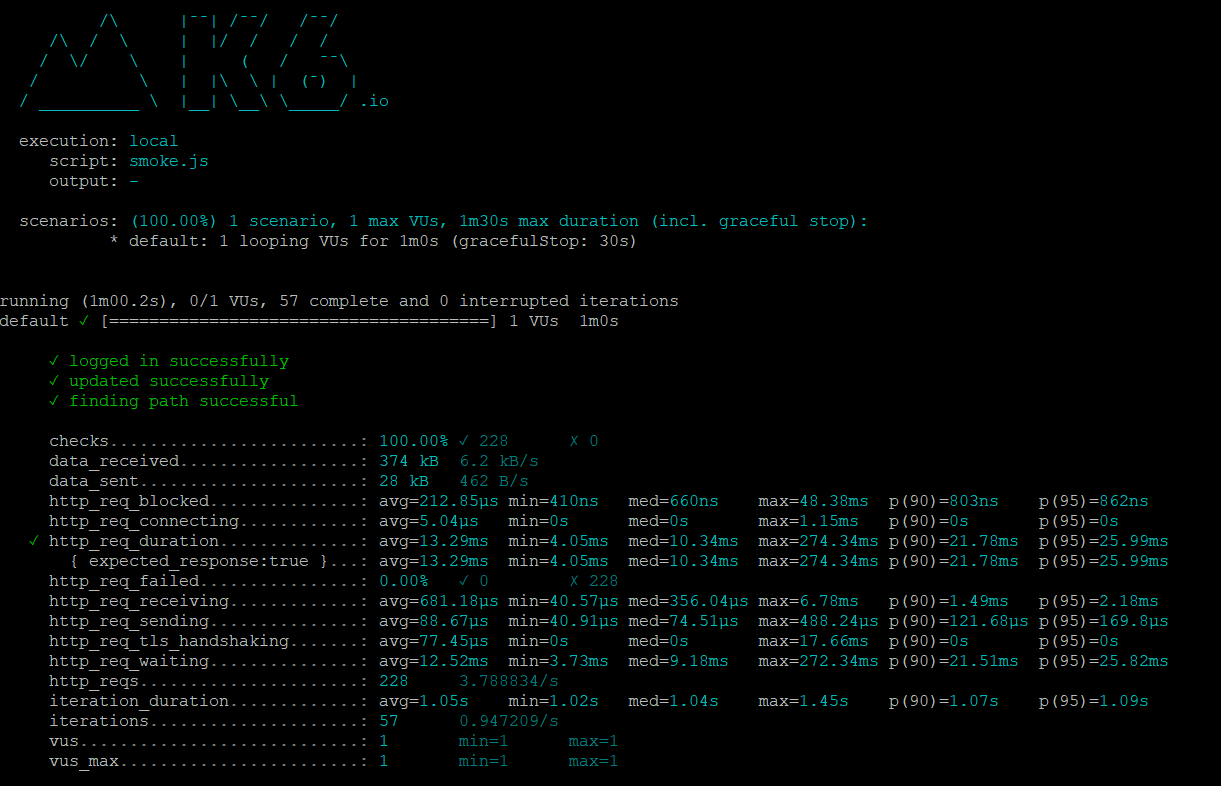 /\      |‾‾| /‾‾/   /‾‾/
     /\  /  \     |  |/  /   /  /
    /  \/    \    |     (   /   ‾‾\
   /          \   |  |\  \ |  (‾)  |
  / __________ \  |__| \__\ \_____/ .io

  execution: local
     script: smoke.js
     output: -

  scenarios: (100.00%) 1 scenario, 1 max VUs, 1m30s max duration (incl. graceful stop):
           * default: 1 looping VUs for 1m0s (gracefulStop: 30s)

running (1m00.2s), 0/1 VUs, 57 complete and 0 interrupted iterations
default ✓ [======================================] 1 VUs  1m0s

     ✓ logged in successfully
     ✓ updated successfully
     ✓ finding path successful

     checks.........................: 100.00% ✓ 228      ✗ 0
     data_received..................: 374 kB  6.2 kB/s
     data_sent......................: 28 kB   462 B/s
     http_req_blocked...............: avg=212.85µs min=410ns   med=660ns    max=48.38ms  p(90)=803ns    p(95)=862ns
     http_req_connecting............: avg=5.04µs   min=0s      med=0s       max=1.15ms   p(90)=0s       p(95)=0s
   ✓ http_req_duration..............: avg=13.29ms  min=4.05ms  med=10.34ms  max=274.34ms p(90)=21.78ms  p(95)=25.99ms
       { expected_response:true }...: avg=13.29ms  min=4.05ms  med=10.34ms  max=274.34ms p(90)=21.78ms  p(95)=25.99ms
     http_req_failed................: 0.00%   ✓ 0        ✗ 228
     http_req_receiving.............: avg=681.18µs min=40.57µs med=356.04µs max=6.78ms   p(90)=1.49ms   p(95)=2.18ms
     http_req_sending...............: avg=88.67µs  min=40.91µs med=74.51µs  max=488.24µs p(90)=121.68µs p(95)=169.8µs
     http_req_tls_handshaking.......: avg=77.45µs  min=0s      med=0s       max=17.66ms  p(90)=0s       p(95)=0s
     http_req_waiting...............: avg=12.52ms  min=3.73ms  med=9.18ms   max=272.34ms p(90)=21.51ms  p(95)=25.82ms
     http_reqs......................: 228     3.788834/s
     iteration_duration.............: avg=1.05s    min=1.02s   med=1.04s    max=1.45s    p(90)=1.07s    p(95)=1.09s
     iterations.....................: 57      0.947209/s
     vus............................: 1       min=1      max=1
     vus_max........................: 1       min=1      max=1